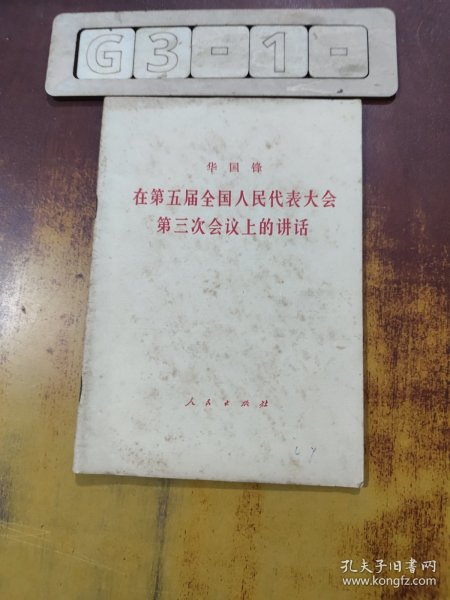 G3-1-
华国锋
在第五届全国人民代表大会
第三次会议上的讲话
人民出版社
孔夫子旧书网
www.kongfz.com